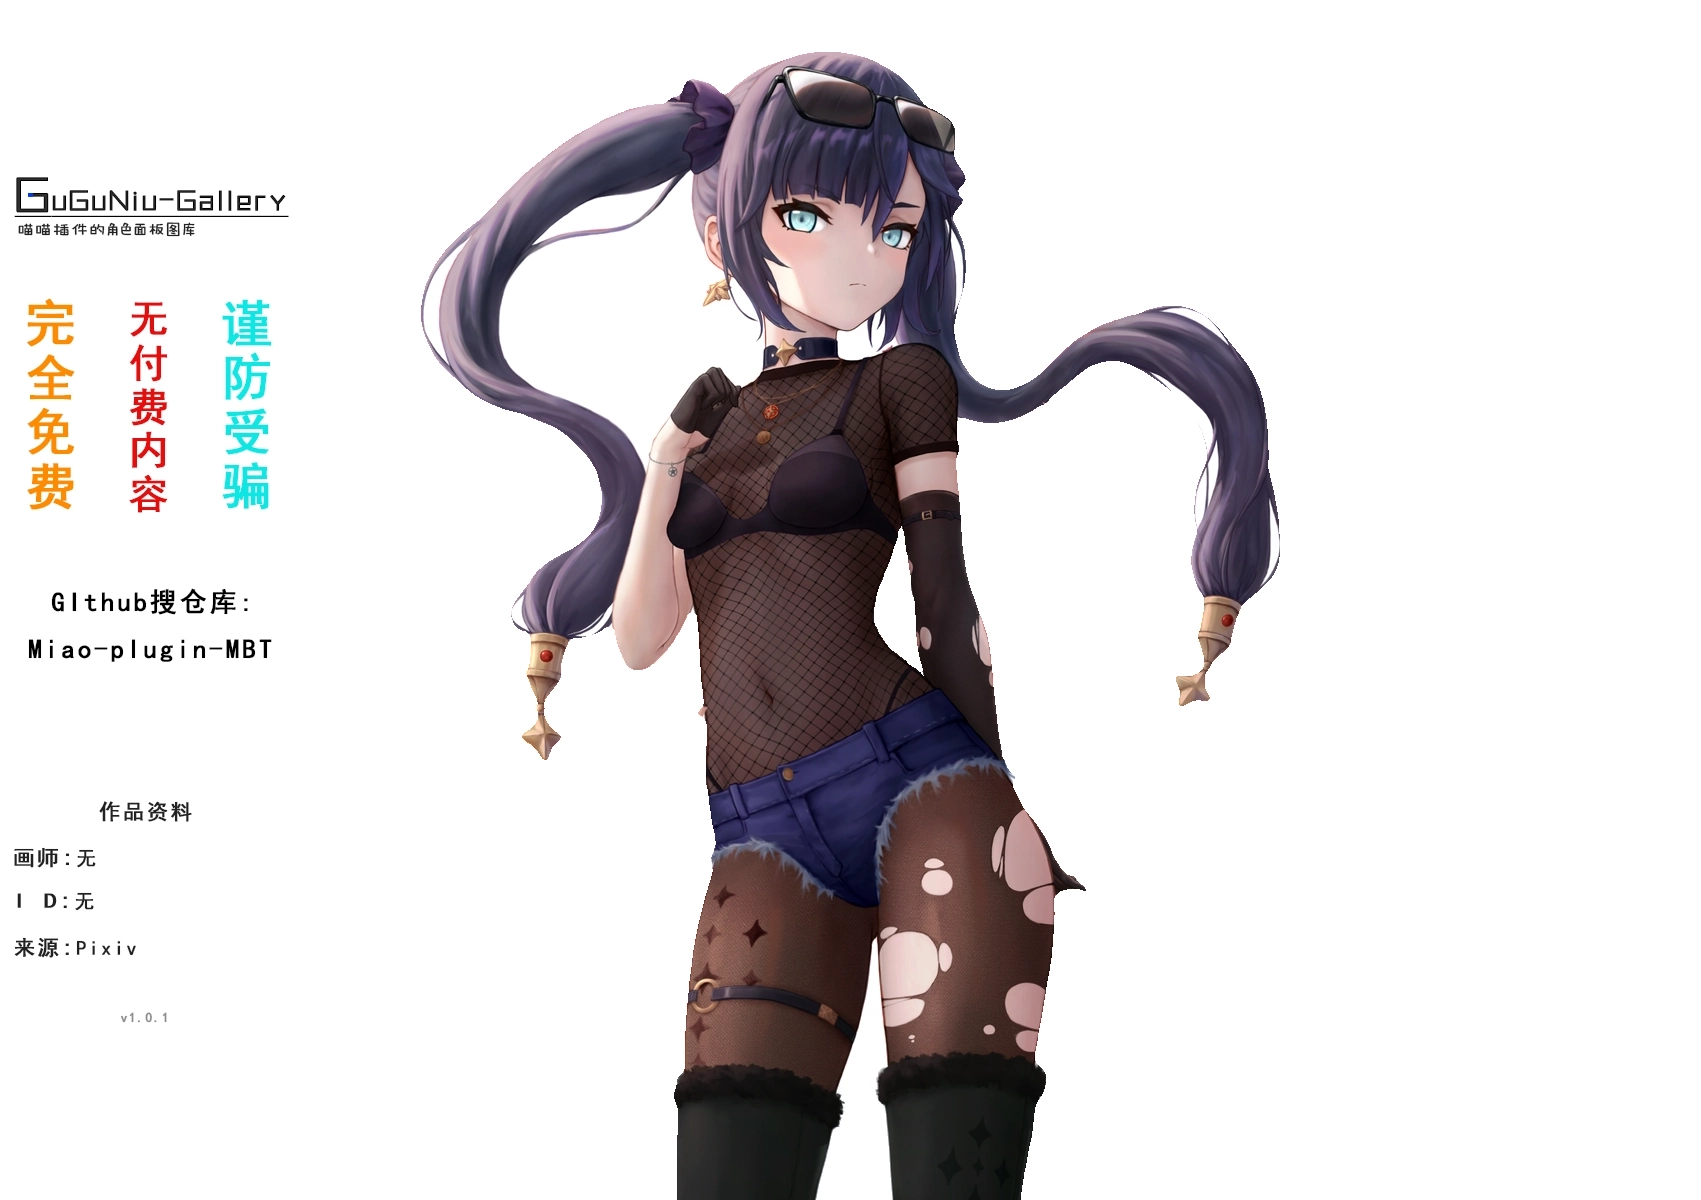 GuGuNiu-Gallery
喵喵插件的角色面板图库
完全免费
无付费内容
谨防受骗
GIthub搜仓库:
Miao-plugin-MBT
作品资料
画师:无
I D:无
来源:Pixiv
v1.0.1